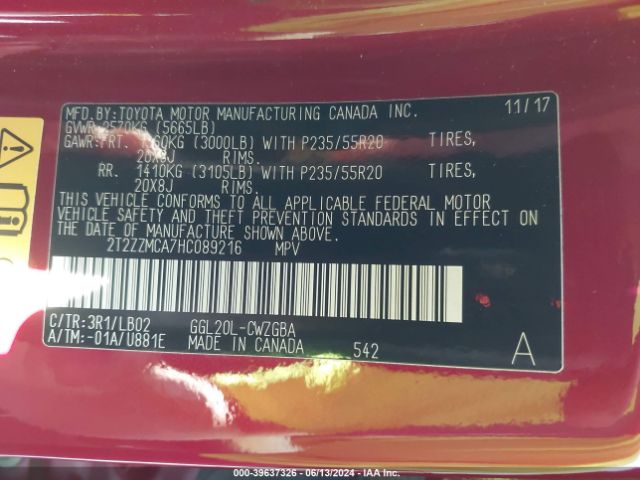 MFD.BY:TOYOTA MOTOR MANUFACTURING CANADA INC. 11/17
GVWR 2570KG (5665LB)
GAWR:FRT. 1360KG (3000LB) WITH P235/55R20 TIRES,
20X8J RIMS.
RR. 1410KG (3105LB) WITH P235/55R20 TIRES,
20X8J RIMS.
THIS VEHICLE CONFORMS TO ALL APPLICABLE FEDERAL MOTOR
VEHICLE SAFETY AND THEFT PREVENTION STANDARDS IN EFFECT ON
THE DATE OF MANUFACTURE SHOWN ABOVE.
2T2ZZMCA7HC089216 MPV
C/TR:3R1/LB02 GGL20L-CWZGBA
A/TM:-01A/U881E MADE IN CANADA 542 A
000-39637326 - 06/13/2024 - IAA Inc.